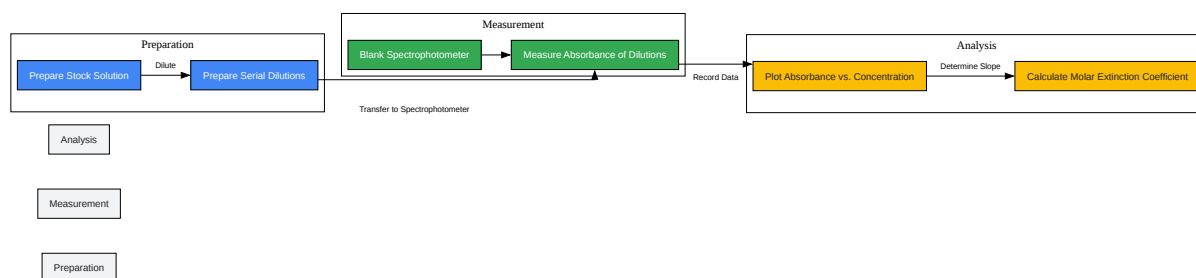 Preparation
Prepare Stock Solution
Dilute
Prepare Serial Dilutions
Transfer to Spectrophotometer
Measurement
Blank Spectrophotometer
Measure Absorbance of Dilutions
Record Data
Analysis
Plot Absorbance vs. Concentration
Determine Slope
Calculate Molar Extinction Coefficient
Analysis
Measurement
Preparation